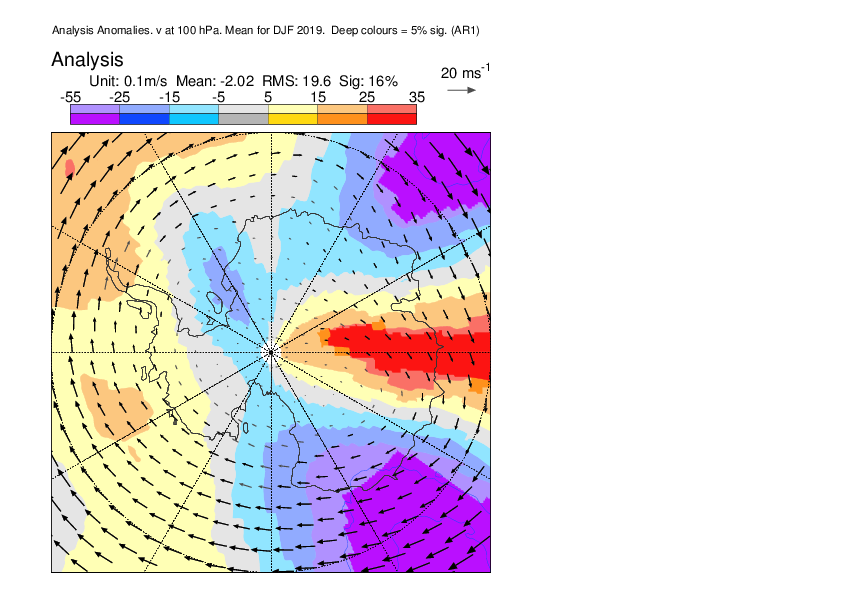 Analysis Anomalies. v at 100 hPa. Mean for DJF 2019. Deep colours = 5% sig. (AR1)
Analysis
20 ms-1
Unit: 0.1m/s Mean: -2.02 RMS: 19.6 Sig: 16%
-55 -25 -15 -5 5 15 25 35